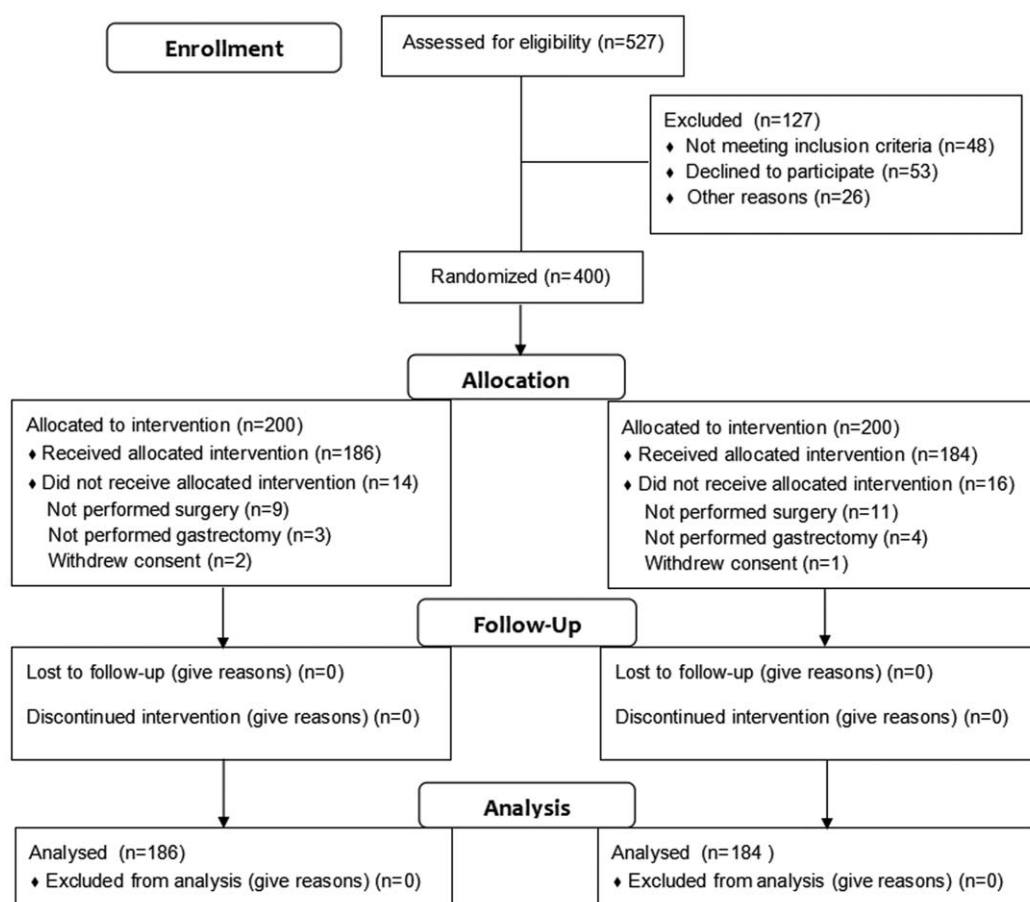 Enrollment
Assessed for eligibility (n=527)
Excluded (n=127)
♦ Not meeting inclusion criteria (n=48)
♦ Declined to participate (n=53)
♦ Other reasons (n=26)
Randomized (n=400)
Allocation
Allocated to intervention (n=200)
♦ Received allocated intervention (n=186)
♦ Did not receive allocated intervention (n=14)
Not performed surgery (n=9)
Not performed gastrectomy (n=3)
Withdrew consent (n=2)
Allocated to intervention (n=200)
♦ Received allocated intervention (n=184)
♦ Did not receive allocated intervention (n=16)
Not performed surgery (n=11)
Not performed gastrectomy (n=4)
Withdrew consent (n=1)
Follow-Up
Lost to follow-up (give reasons) (n=0)
Discontinued intervention (give reasons) (n=0)
Lost to follow-up (give reasons) (n=0)
Discontinued intervention (give reasons) (n=0)
Analysis
Analysed (n=186)
♦ Excluded from analysis (give reasons) (n=0)
Analysed (n=184 )
♦ Excluded from analysis (give reasons) (n=0)